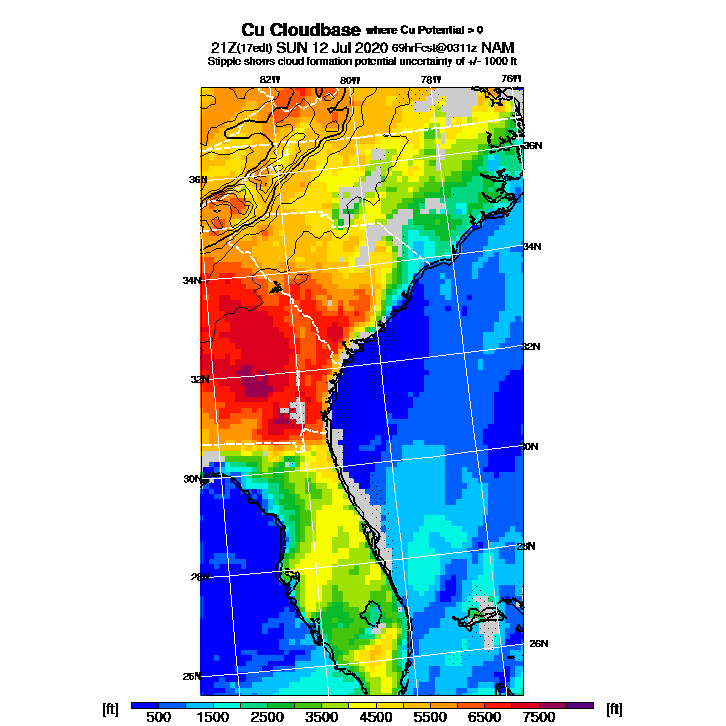 Cu Cloudbase where Cu Potential > 0
21Z(17edt) SUN 12 Jul 2020 69hrFcst@0311z NAM
Stipple shows cloud formation potential uncertainty of +/- 1000 ft
82W 80W 78W 76W
36N
36N
34N
34N
32N
32N
30N
30N
28N
28N
26N
26N
[ft] [ft]
500 1500 2500 3500 4500 5500 6500 7500